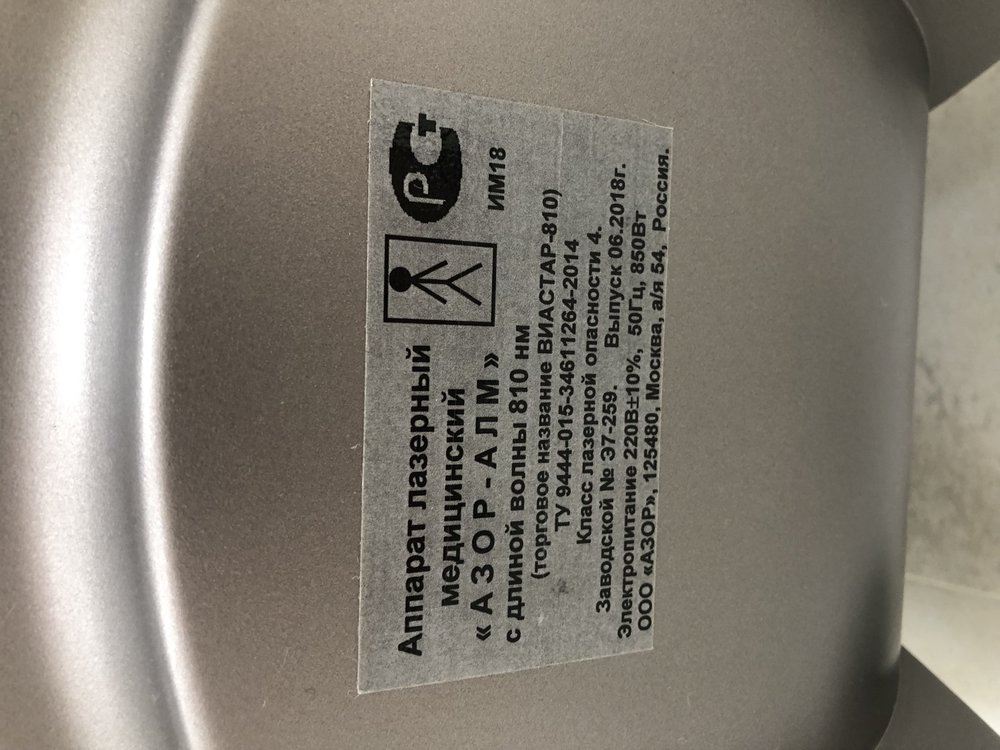 Аппарат лазерный
медицинский
«АЗОР-АЛМ»
с длиной волны 810 нм
РСТ
ИМ18
(торговое название ВИАСТАР-810)
ТУ 9444-015-34611264-2014
Класс лазерной опасности 4.
Заводской № Э7-259. Выпуск 06.2018г.
Электропитание 220В±10%, 50Гц, 850Вт
ООО «АЗОР», 125480, Москва, а/я 54, Россия.